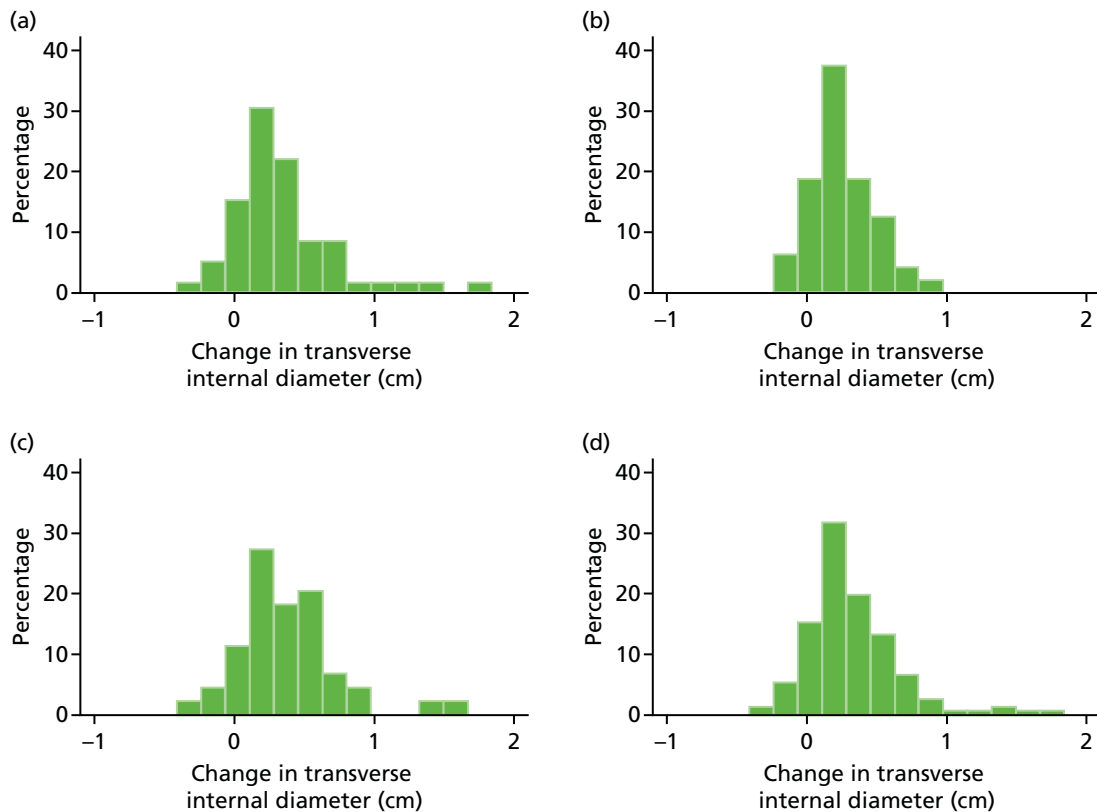 (a)
40
30
20
10
0
Percentage
–1 0 1 2
Change in transverse
internal diameter (cm)
(b)
40
30
20
10
0
Percentage
–1 0 1 2
Change in transverse
internal diameter (cm)
(c)
40
30
20
10
0
Percentage
–1 0 1 2
Change in transverse
internal diameter (cm)
(d)
40
30
20
10
0
Percentage
–1 0 1 2
Change in transverse
internal diameter (cm)